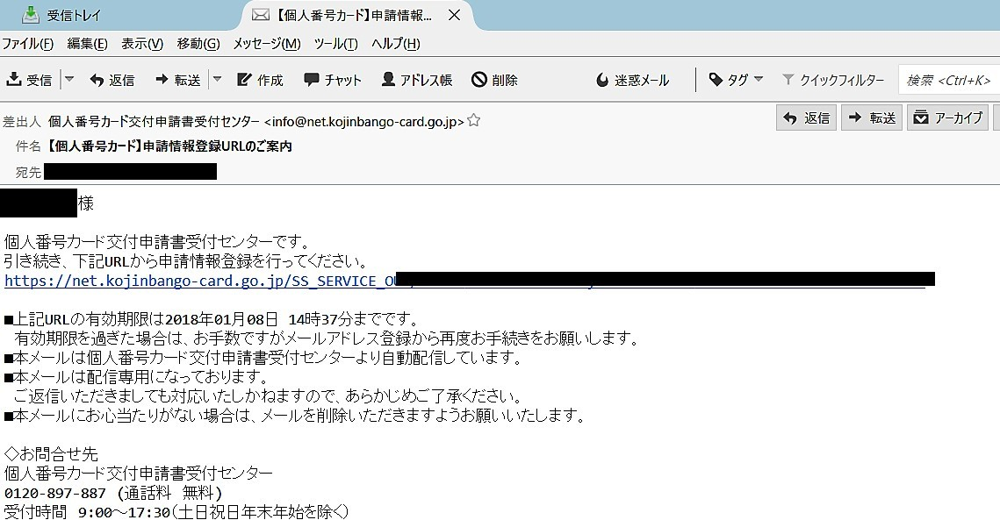 受信トレイ 【個人番号カード】申請情報...
ファイル(F) 編集(E) 表示(V) 移動(G) メッセージ(M) ツール(T) ヘルプ(H)
受信 返信 転送 作成 チャット アドレス帳 削除 迷惑メール タグ クイックフィルター 検索 <Ctrl+K>
差出人 個人番号カード交付申請書受付センター <info@net.kojinbango-card.go.jp> 返信 転送 アーカイブ
件名 【個人番号カード】申請情報登録URLのご案内
宛先
様
個人番号カード交付申請書受付センターです。
引き続き、下記URLから申請情報登録を行ってください。
https://net.kojinbango-card.go.jp/SS_SERVICE_O
■上記URLの有効期限は2018年01月08日 14時37分までです。
有効期限を過ぎた場合は、お手数ですがメールアドレス登録から再度お手続きをお願いします。
■本メールは個人番号カード交付申請書受付センターより自動配信しています。
■本メールは配信専用になっております。
ご返信いただきましても対応いたしかねますので、あらかじめご了承ください。
■本メールにお心当たりがない場合は、メールを削除いただきますようお願いいたします。
◇お問合せ先
個人番号カード交付申請書受付センター
0120-897-887 (通話料 無料)
受付時間 9:00～17:30(土日祝日年末年始を除く)